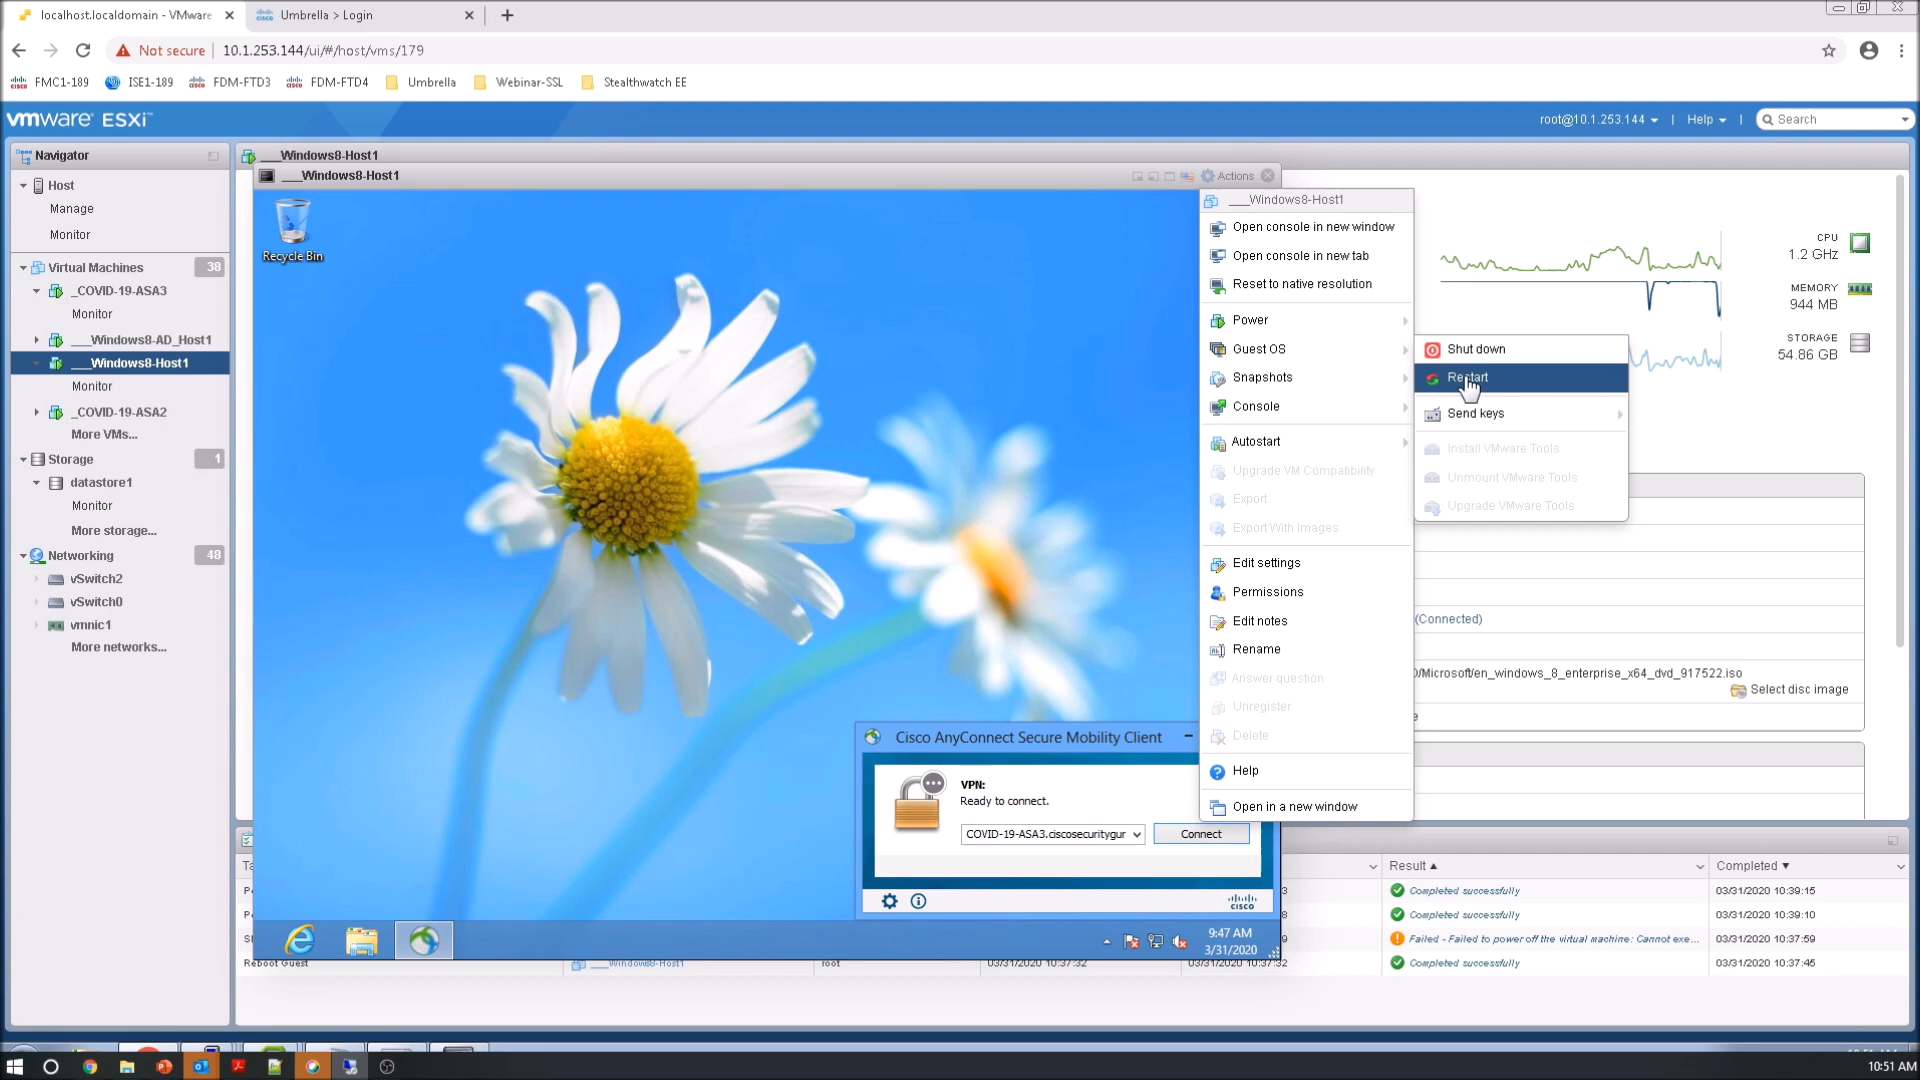 localhost.localdomain - VMware
Umbrella > Login
Not secure
10.1.253.144/ui/#/host/vms/179
FMC1-189
ISE1-189
FDM-FTD3
FDM-FTD4
Umbrella
Webinar-SSL
Stealthwatch EE
vmware ESXi™
root@10.1.253.144
Help
Search
Navigator
Host
Manage
Monitor
Virtual Machines
38
_COVID-19-ASA3
Monitor
___Windows8-AD_Host1
___Windows8-Host1
Monitor
_COVID-19-ASA2
More VMs...
Storage
1
datastore1
Monitor
More storage...
Networking
48
vSwitch2
vSwitch0
vmnic1
More networks...
___Windows8-Host1
___Windows8-Host1
Actions
Recycle Bin
___Windows8-Host1
Open console in new window
Open console in new tab
Reset to native resolution
Power
Guest OS
Snapshots
Console
Autostart
Upgrade VM Compatibility
Export
Export With Images
Edit settings
Permissions
Edit notes
Rename
Answer question
Unregister
Delete
Help
Open in a new window
Shut down
Restart
Send keys
Install VMware Tools
Unmount VMware Tools
Upgrade VMware Tools
CPU
1.2 GHz
MEMORY
944 MB
STORAGE
54.86 GB
(Connected)
/Microsoft/en_windows_8_enterprise_x64_dvd_917522.iso
Select disc image
Cisco AnyConnect Secure Mobility Client
VPN:
Ready to connect.
COVID-19-ASA3.ciscosecuritygur
Connect
cisco
9:47 AM
3/31/2020
Result
Completed
Completed successfully
03/31/2020 10:39:15
Completed successfully
03/31/2020 10:39:10
Failed - Failed to power off the virtual machine: Cannot exe...
03/31/2020 10:37:59
Reboot Guest
___Windows8-Host1
root
03/31/2020 10:37:32
03/31/2020 10:37:32
Completed successfully
03/31/2020 10:37:45
10:51 AM